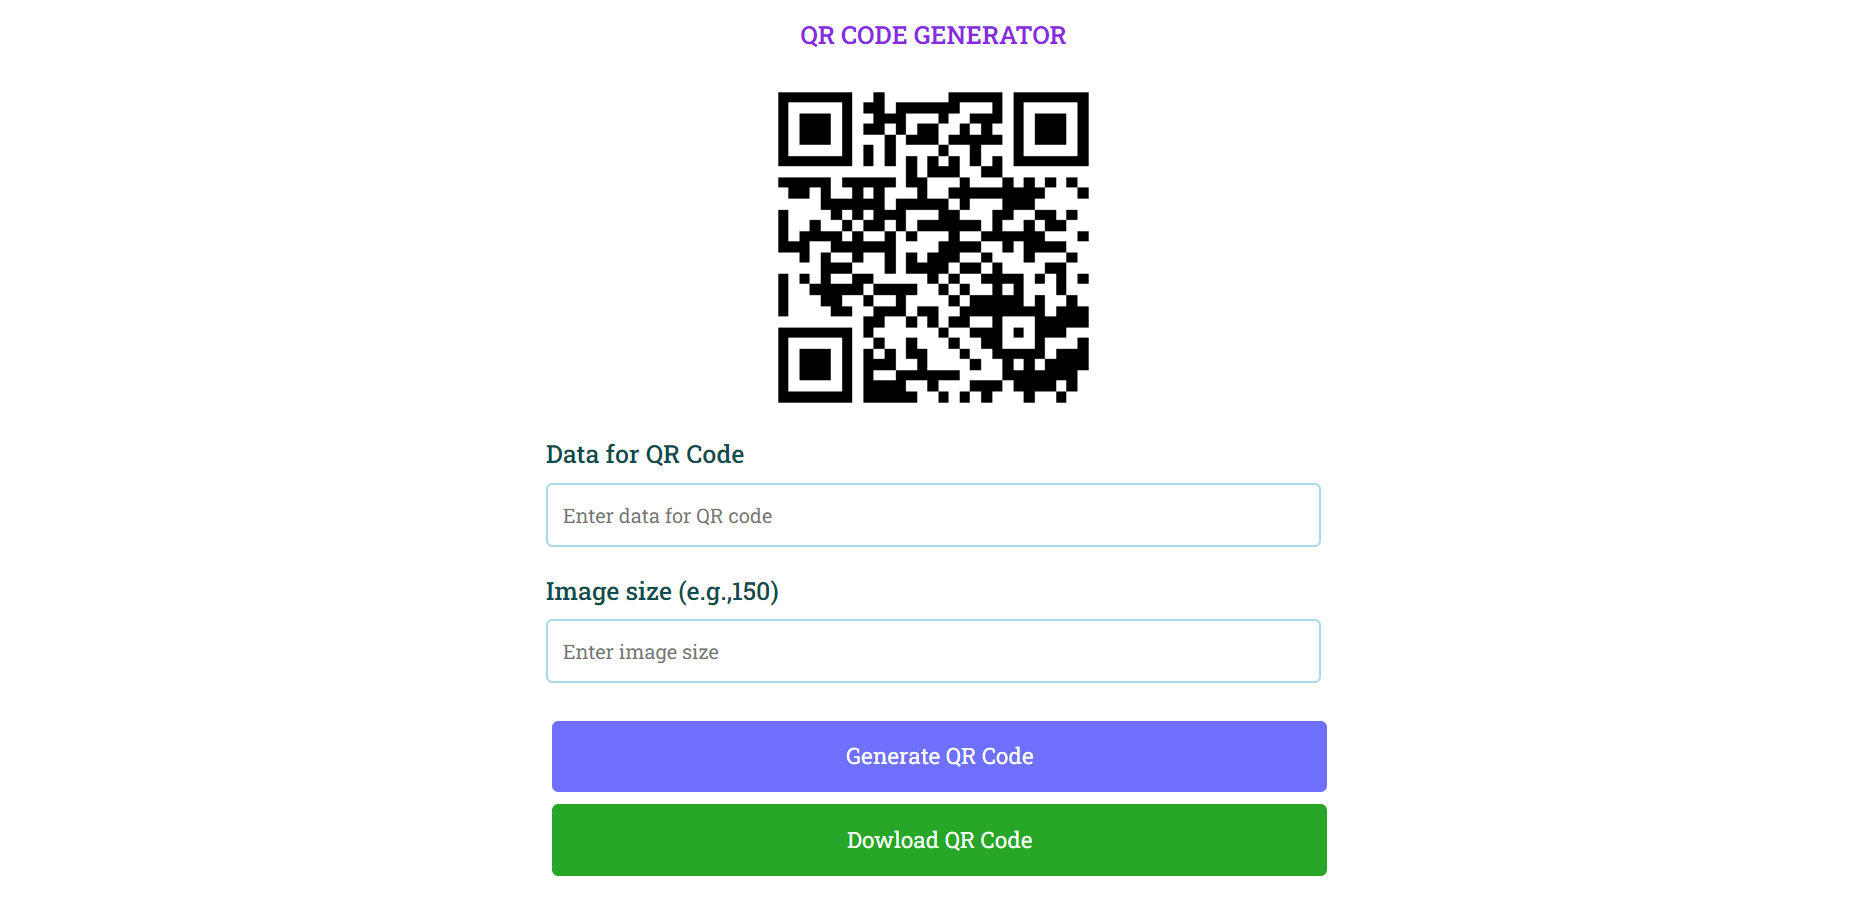 QR CODE GENERATOR
Data for QR Code
Enter data for QR code
Image size (e.g.,150)
Enter image size
Generate QR Code
Dowload QR Code